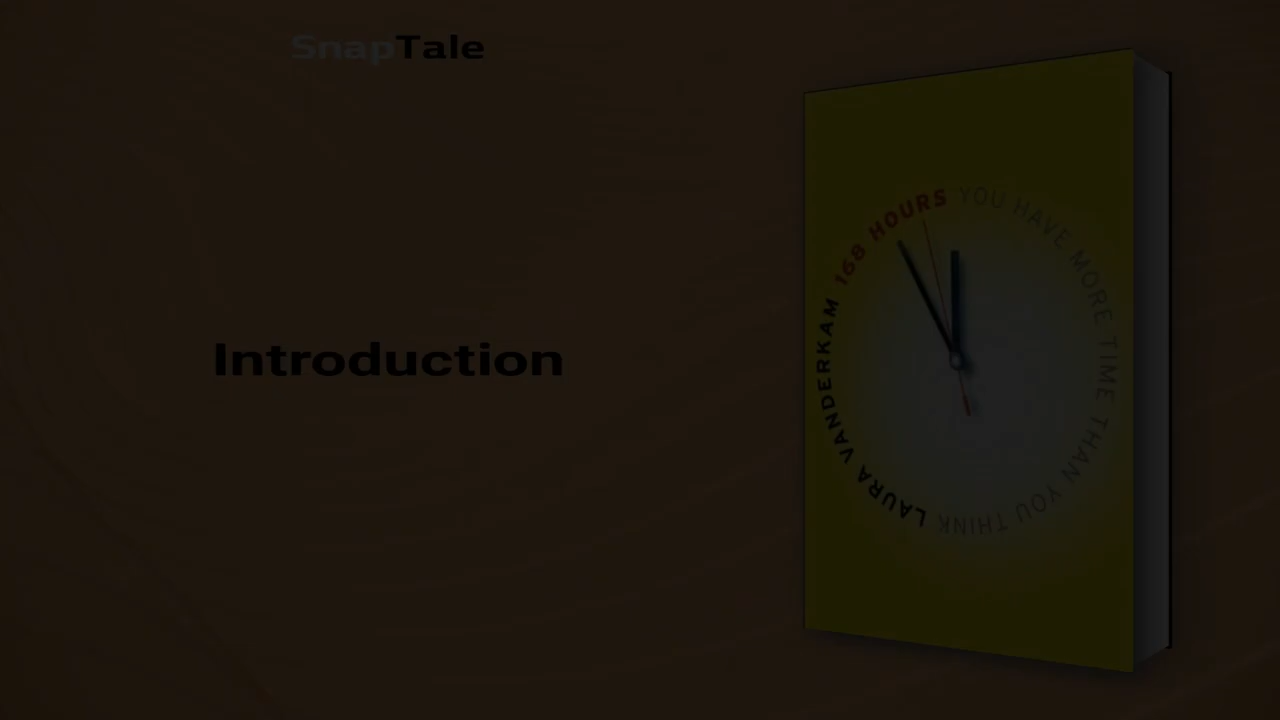 SnapTale
Introduction
168 HOURS YOU HAVE MORE TIME THAN YOU THINK
LAURA VANDERKAM